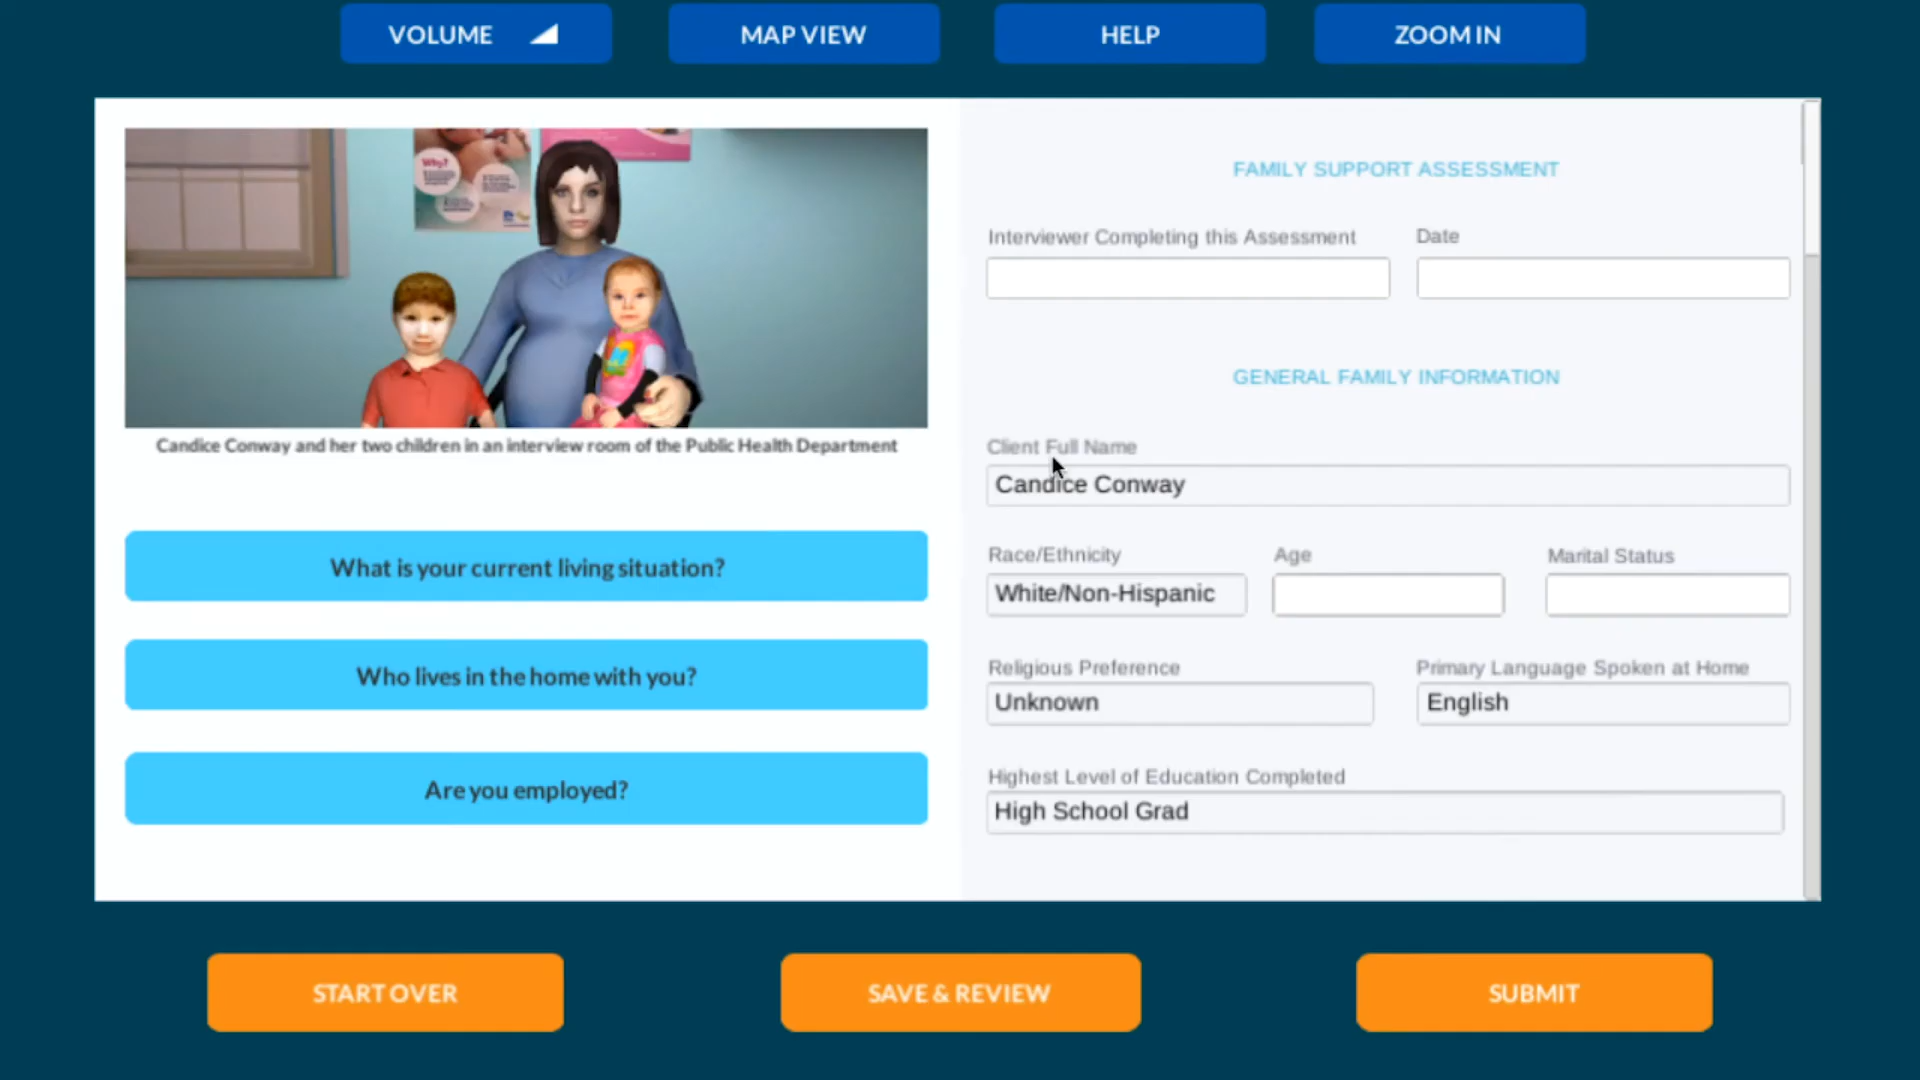 VOLUME
MAP VIEW
HELP
ZOOM IN
Why?
Candice Conway and her two children in an interview room of the Public Health Department
What is your current living situation?
Who lives in the home with you?
Are you employed?
FAMILY SUPPORT ASSESSMENT
Interviewer Completing this Assessment
Date
GENERAL FAMILY INFORMATION
Client Full Name
Candice Conway
Race/Ethnicity
Age
Marital Status
White/Non-Hispanic
Religious Preference
Primary Language Spoken at Home
Unknown
English
Highest Level of Education Completed
High School Grad
START OVER
SAVE & REVIEW
SUBMIT